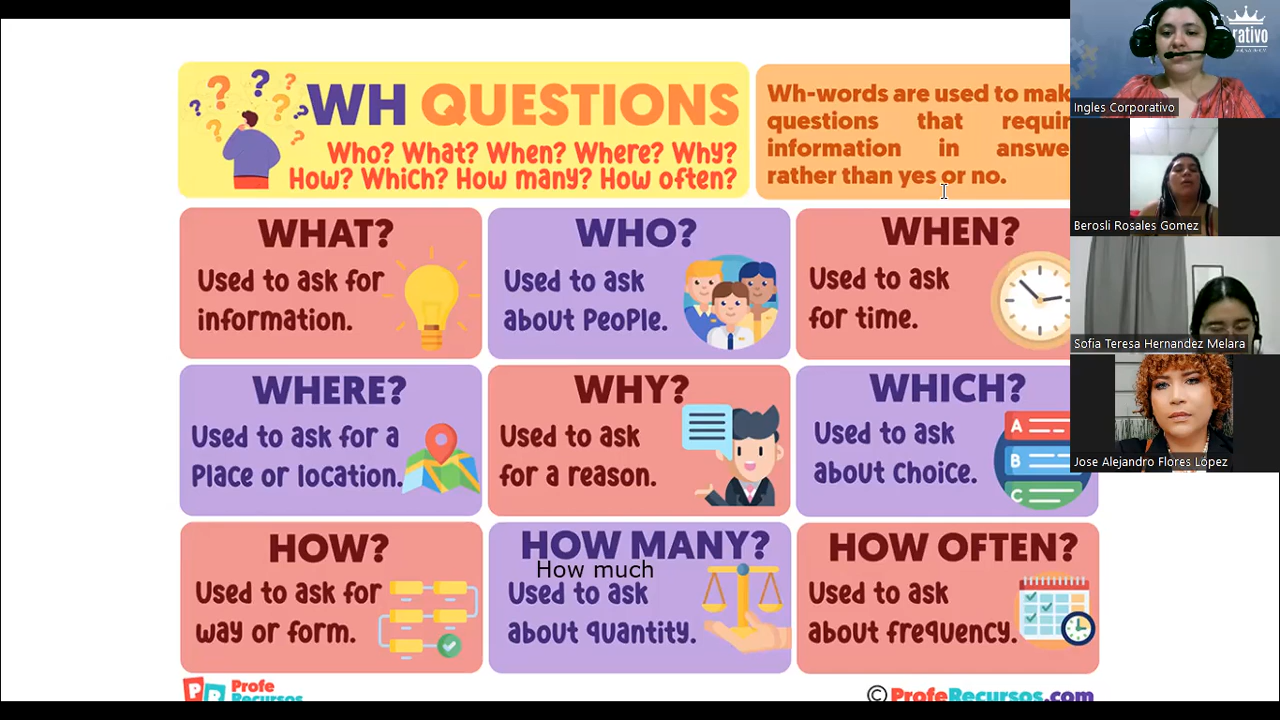 WH QUESTIONS
Who? What? When? Where? Why?
How? Which? How many? How often?
Wh-words are used to mak
questions that requir
information in answe
rather than yes or no.
WHAT?
Used to ask for
information.
WHO?
Used to ask
about People.
WHEN?
Used to ask
for time.
WHERE?
Used to ask for a
Place or location.
WHY?
Used to ask
for a reason.
WHICH?
Used to ask
about Choice.
A
B
C
HOW?
Used to ask for
way or form.
HOW MANY?
How much
Used to ask
about quantity.
HOW OFTEN?
Used to ask
about frequency.
PR Profe
Recursos
© ProfeRecursos.com
rativo
Ingles Corporativo
Berosli Rosales Gomez
Sofia Teresa Hernandez Melara
Jose Alejandro Flores López